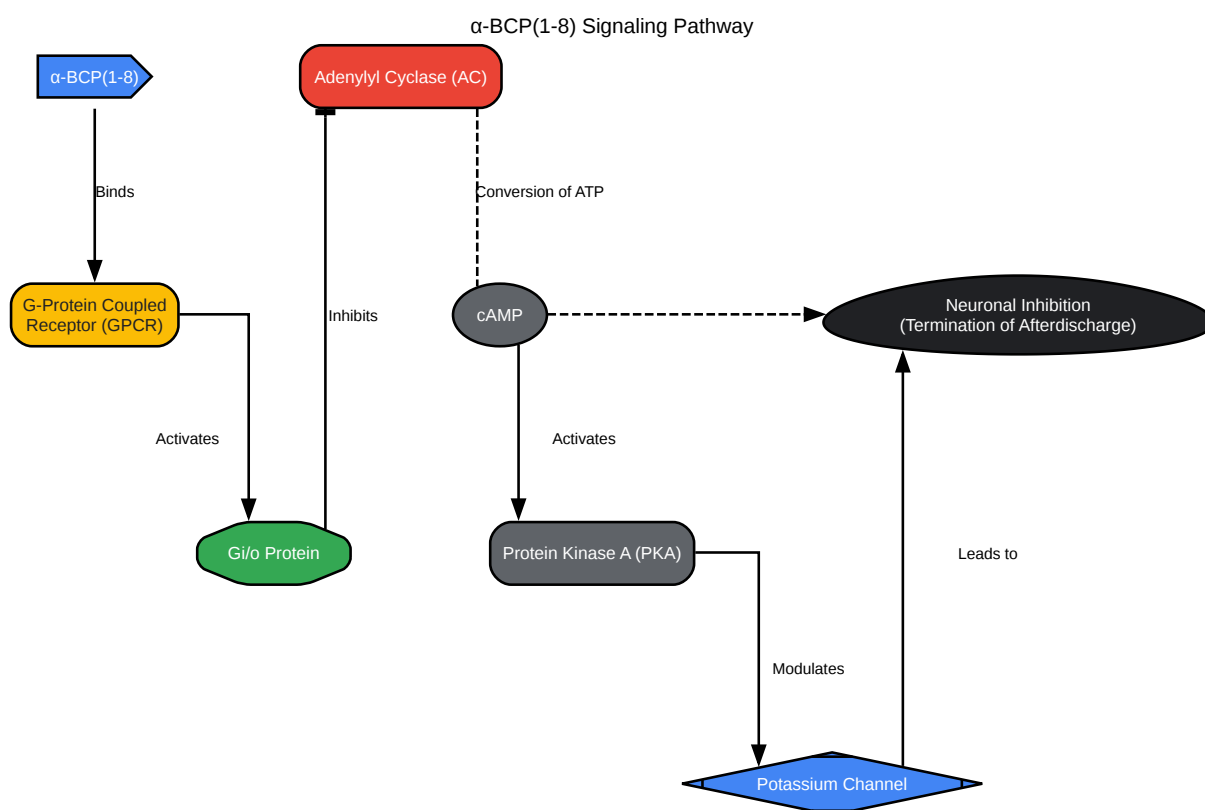 α-BCP(1-8) Signaling Pathway
α-BCP(1-8)
Adenylyl Cyclase (AC)
Binds
Conversion of ATP
G-Protein Coupled
Receptor (GPCR)
Inhibits
cAMP
Neuronal Inhibition
(Termination of Afterdischarge)
Activates
Activates
Gi/o Protein
Protein Kinase A (PKA)
Leads to
Modulates
Potassium Channel